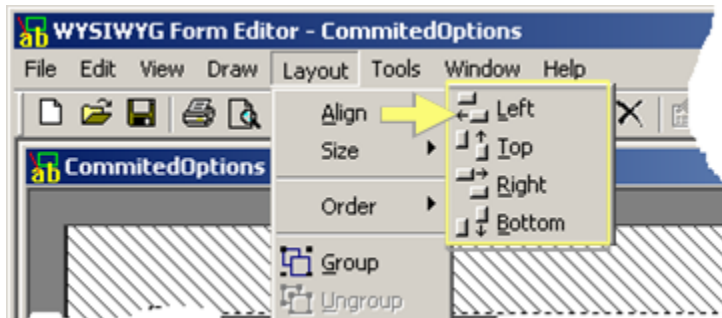 WYSIWYG Form Editor - CommitedOptions
File Edit View Draw Layout Tools Window Help
Align
Left
Size
Top
Right
CommitedOptions
Order
Bottom
Group
Ungroup